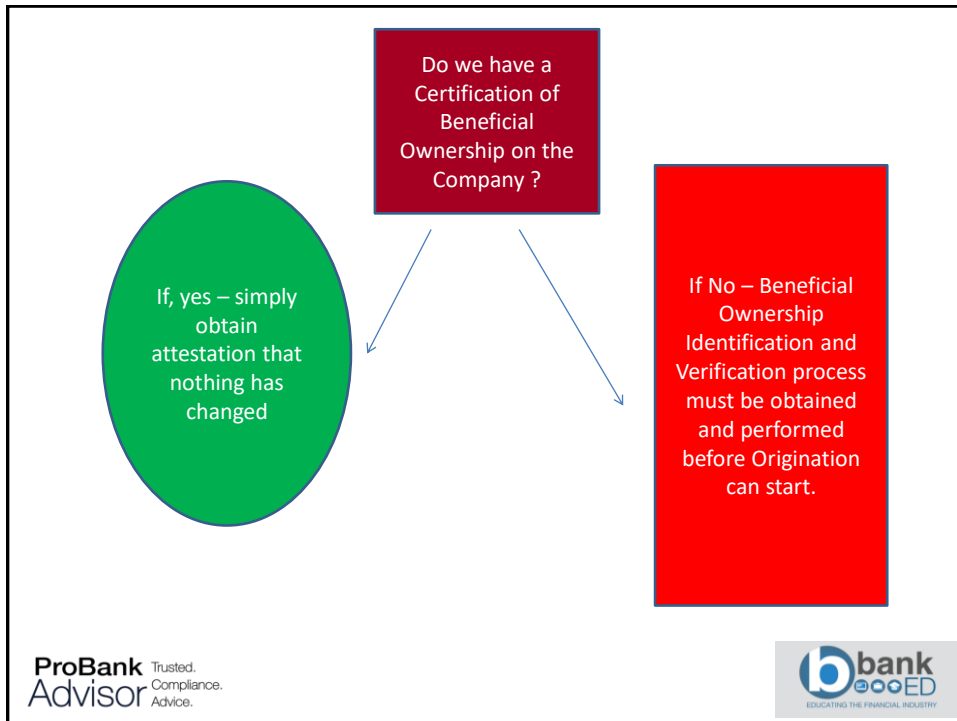 Do we have a
Certification of
Beneficial
Ownership on the
Company ?
If, yes – simply
obtain
attestation that
nothing has
changed
If No – Beneficial
Ownership
Identification and
Verification process
must be obtained
and performed
before Origination
can start.
ProBank
Advisor
Trusted.
Compliance.
Advice.
b
bank
ED
EDUCATING THE FINANCIAL INDUSTRY